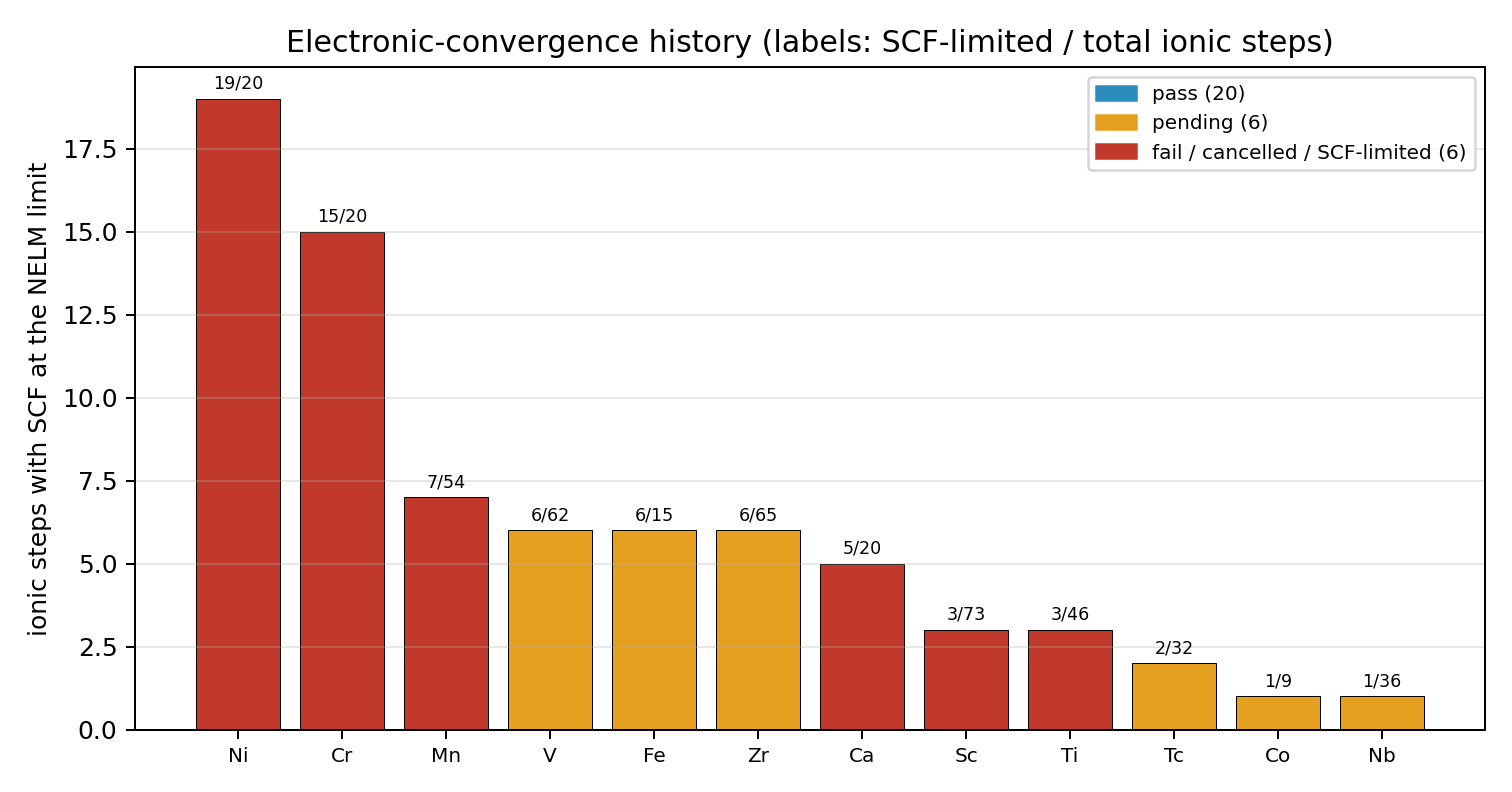 Electronic-convergence history (labels: SCF-limited / total ionic steps)
ionic steps with SCF at the NELM limit
17.5
15.0
12.5
10.0
7.5
5.0
2.5
0.0
19/20
15/20
7/54
6/62
6/15
6/65
5/20
3/73
3/46
2/32
1/9
1/36
pass (20)
pending (6)
fail / cancelled / SCF-limited (6)
Ni
Cr
Mn
V
Fe
Zr
Ca
Sc
Ti
Tc
Co
Nb